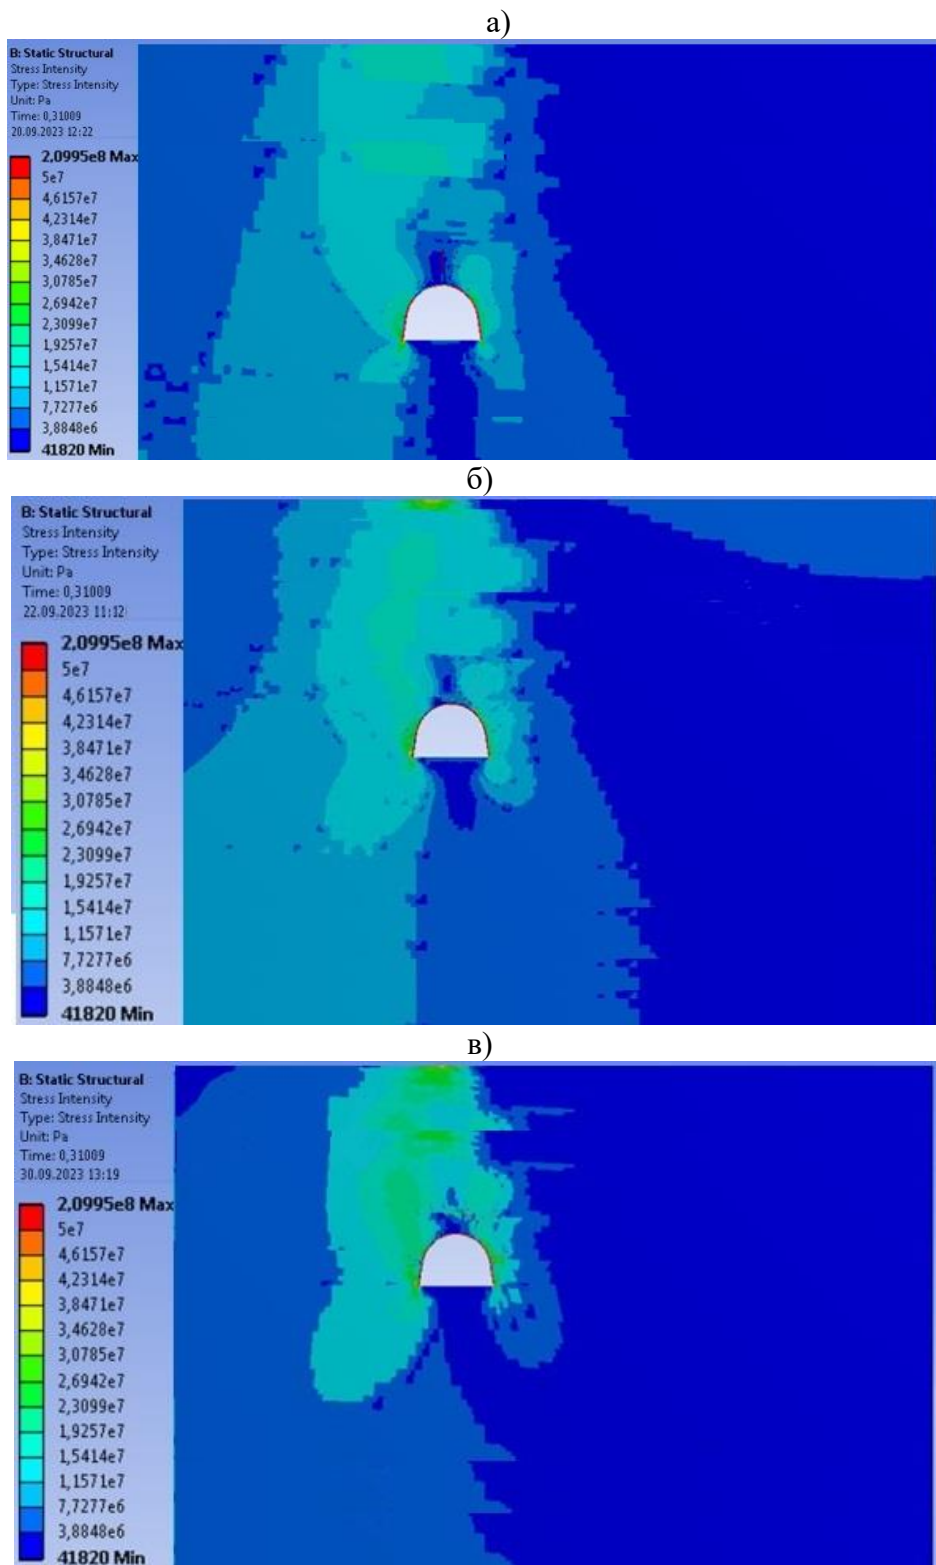 а)
B: Static Structural
Stress Intensity
Type: Stress Intensity
Unit: Pa
Time: 0,31009
20.09.2023 12:22
2,0995e8 Max
5e7
4,6157e7
4,2314e7
3,8471e7
3,4628e7
3,0785e7
2,6942e7
2,3099e7
1,9257e7
1,5414e7
1,1571e7
7,7277e6
3,8848e6
41820 Min
б)
B: Static Structural
Stress Intensity
Type: Stress Intensity
Unit: Pa
Time: 0,31009
22.09.2023 11:12
2,0995e8 Max
5e7
4,6157e7
4,2314e7
3,8471e7
3,4628e7
3,0785e7
2,6942e7
2,3099e7
1,9257e7
1,5414e7
1,1571e7
7,7277e6
3,8848e6
41820 Min
в)
B: Static Structural
Stress Intensity
Type: Stress Intensity
Unit: Pa
Time: 0,31009
30.09.2023 13:19
2,0995e8 Max
5e7
4,6157e7
4,2314e7
3,8471e7
3,4628e7
3,0785e7
2,6942e7
2,3099e7
1,9257e7
1,5414e7
1,1571e7
7,7277e6
3,8848e6
41820 Min